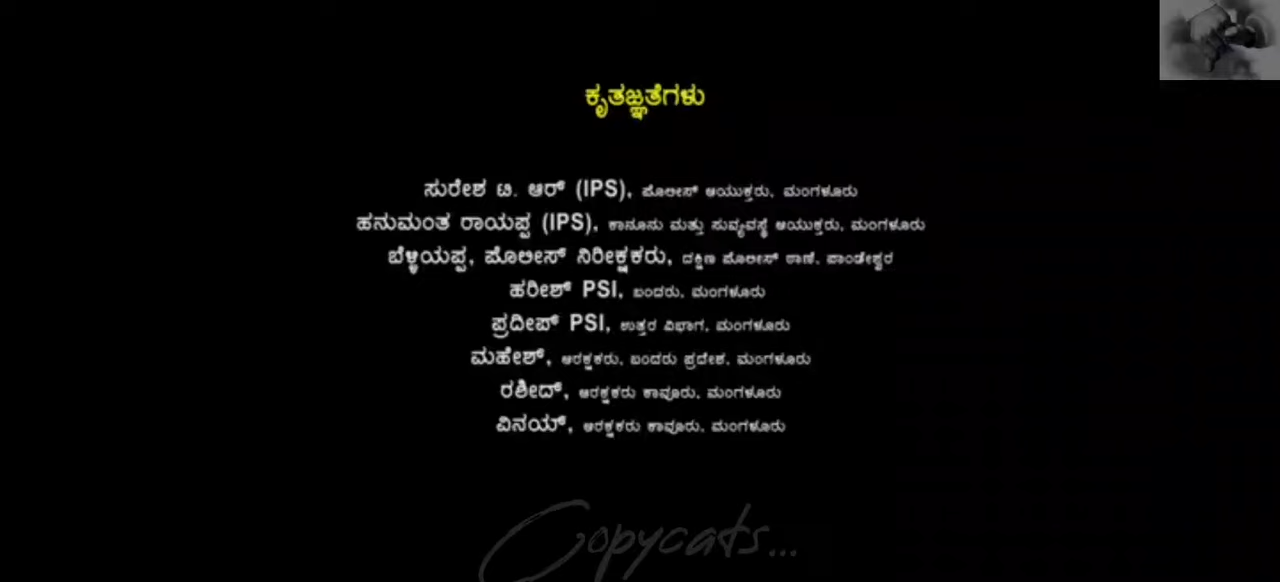 ಕೃತಜ್ಞತೆಗಳು
ಸುರೇಶ ಟಿ. ಆರ್ (IPS), ಪೊಲೀಸ್ ಆಯುಕ್ತರು, ಮಂಗಳೂರು
ಹನುಮಂತ ರಾಯಪ್ಪ (IPS), ಕಾನೂನು ಮತ್ತು ಸುವ್ಯವಸ್ಥೆ ಆಯುಕ್ತರು, ಮಂಗಳೂರು
ಬೆಳ್ಳಿಯಪ್ಪ, ಪೊಲೀಸ್ ನಿರೀಕ್ಷಕರು, ದಕ್ಷಿಣ ಪೊಲೀಸ್ ಠಾಣೆ, ಪಾಂಡೇಶ್ವರ
ಹರೀಶ್ PSI, ಬಂದರು, ಮಂಗಳೂರು
ಪ್ರದೀಪ್ PSI, ಉತ್ತರ ವಿಭಾಗ, ಮಂಗಳೂರು
ಮಹೇಶ್, ಆರಕ್ಷಕರು, ಬಂದರು ಪ್ರದೇಶ, ಮಂಗಳೂರು
ರಶೀದ್, ಆರಕ್ಷಕರು ಕಾವೂರು, ಮಂಗಳೂರು
ವಿನಯ್, ಆರಕ್ಷಕರು ಕಾವೂರು, ಮಂಗಳೂರು
Copycats...